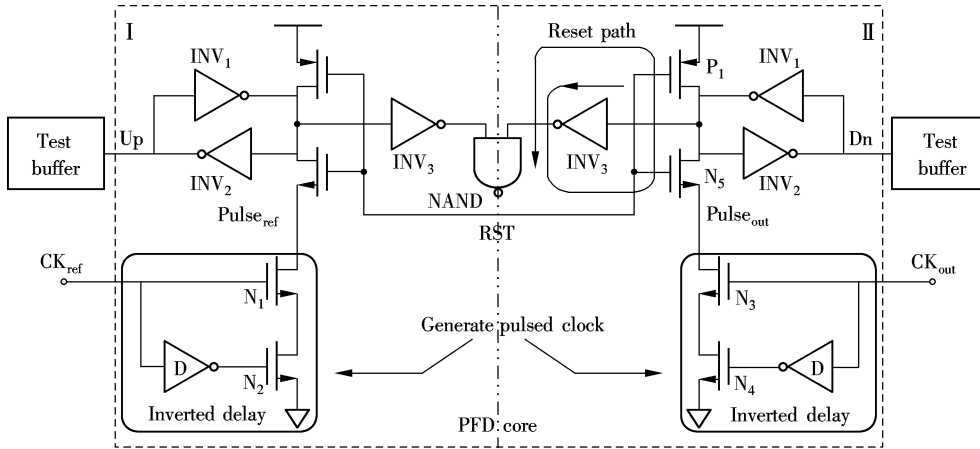 I
II
Reset path
INV1
P1
INV1
Test
buffer
Up
Dn
Test
buffer
INV2
INV3
INV3
N5
INV2
NAND
Pulseref
Pulseout
RST
CKref
CKout
N1
N3
Generate pulsed clock
D
N2
N4
D
Inverted delay
Inverted delay
PFD core